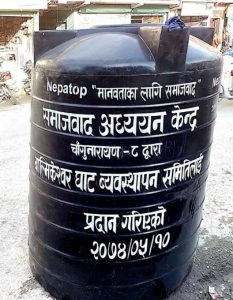 Nepatop "मानवताका लागि समाजवाद"
समाजवाद अध्ययन केन्द्र
चाँगुनारायण - ८ द्वारा
बाल्मिकेश्वर घाट व्यवस्थापन समितिलाई
प्रदान गरिएको
२०७४/०५/१०